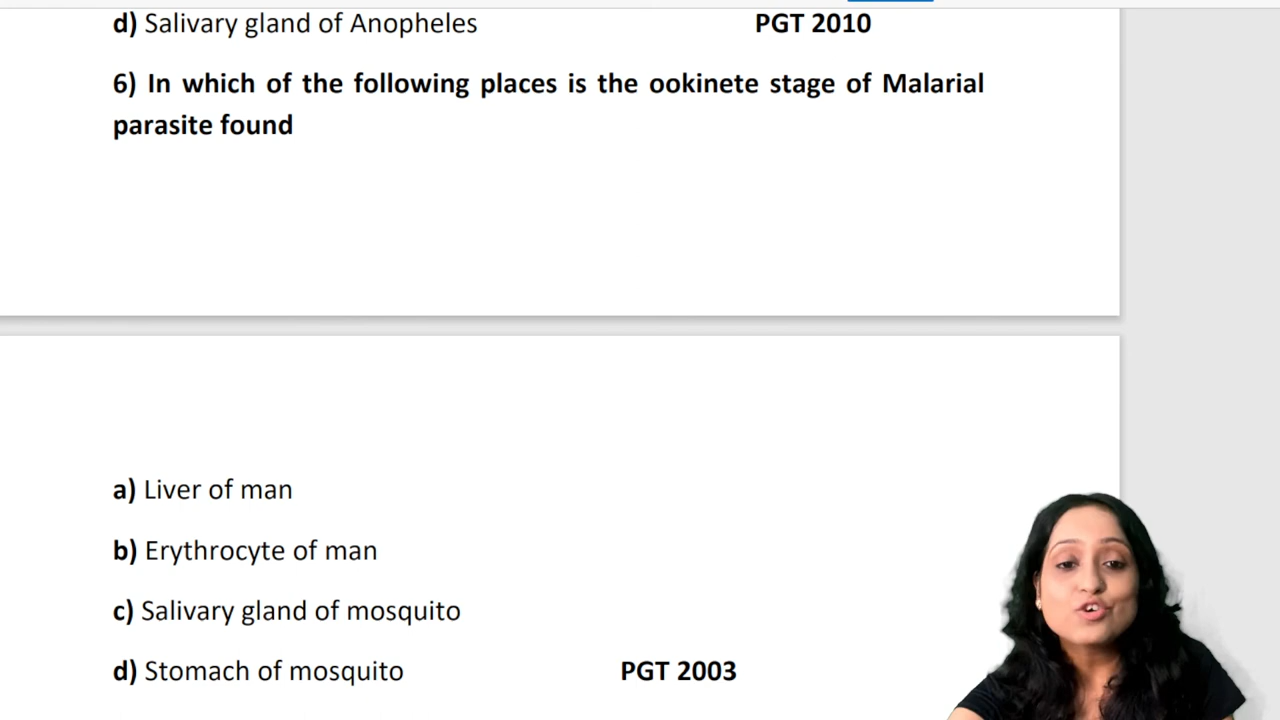 d) Salivary gland of Anopheles PGT 2010
6) In which of the following places is the ookinete stage of Malarial
parasite found
a) Liver of man
b) Erythrocyte of man
c) Salivary gland of mosquito
d) Stomach of mosquito PGT 2003